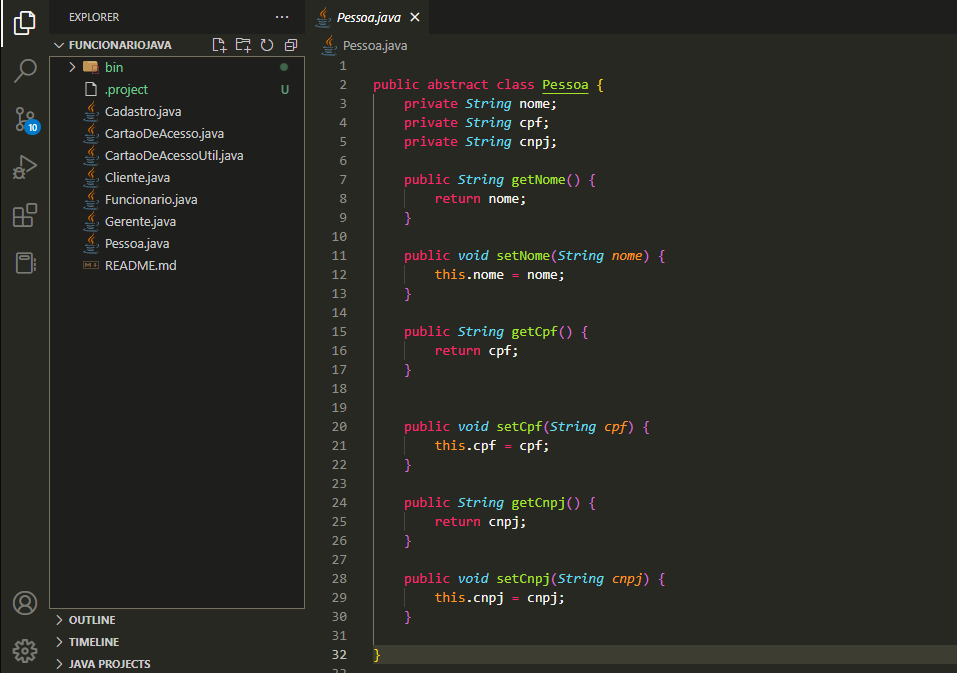 EXPLORER
FUNCIONARIOJAVA
bin
.project U
Cadastro.java
CartaoDeAcesso.java
CartaoDeAcessoUtil.java
Cliente.java
Funcionario.java
Gerente.java
Pessoa.java
README.md
10
OUTLINE
TIMELINE
JAVA PROJECTS
Pessoa.java
Pessoa.java
1
2 public abstract class Pessoa {
3 private String nome;
4 private String cpf;
5 private String cnpj;
6
7 public String getNome() {
8 return nome;
9 }
10
11 public void setNome(String nome) {
12 this.nome = nome;
13 }
14
15 public String getCpf() {
16 return cpf;
17 }
18
19
20 public void setCpf(String cpf) {
21 this.cpf = cpf;
22 }
23
24 public String getCnpj() {
25 return cnpj;
26 }
27
28 public void setCnpj(String cnpj) {
29 this.cnpj = cnpj;
30 }
31
32 }